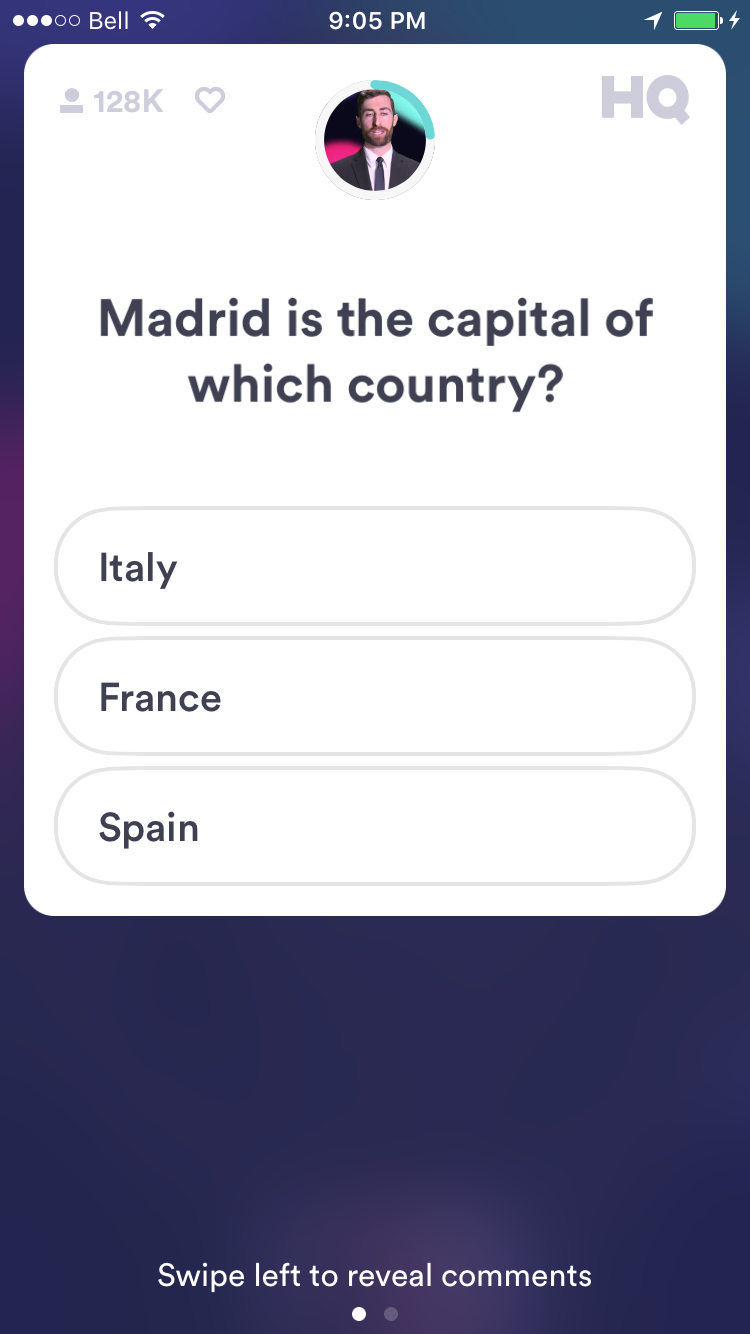 Bell 9:05 PM
128K HQ
Madrid is the capital of
which country?
Italy
France
Spain
Swipe left to reveal comments